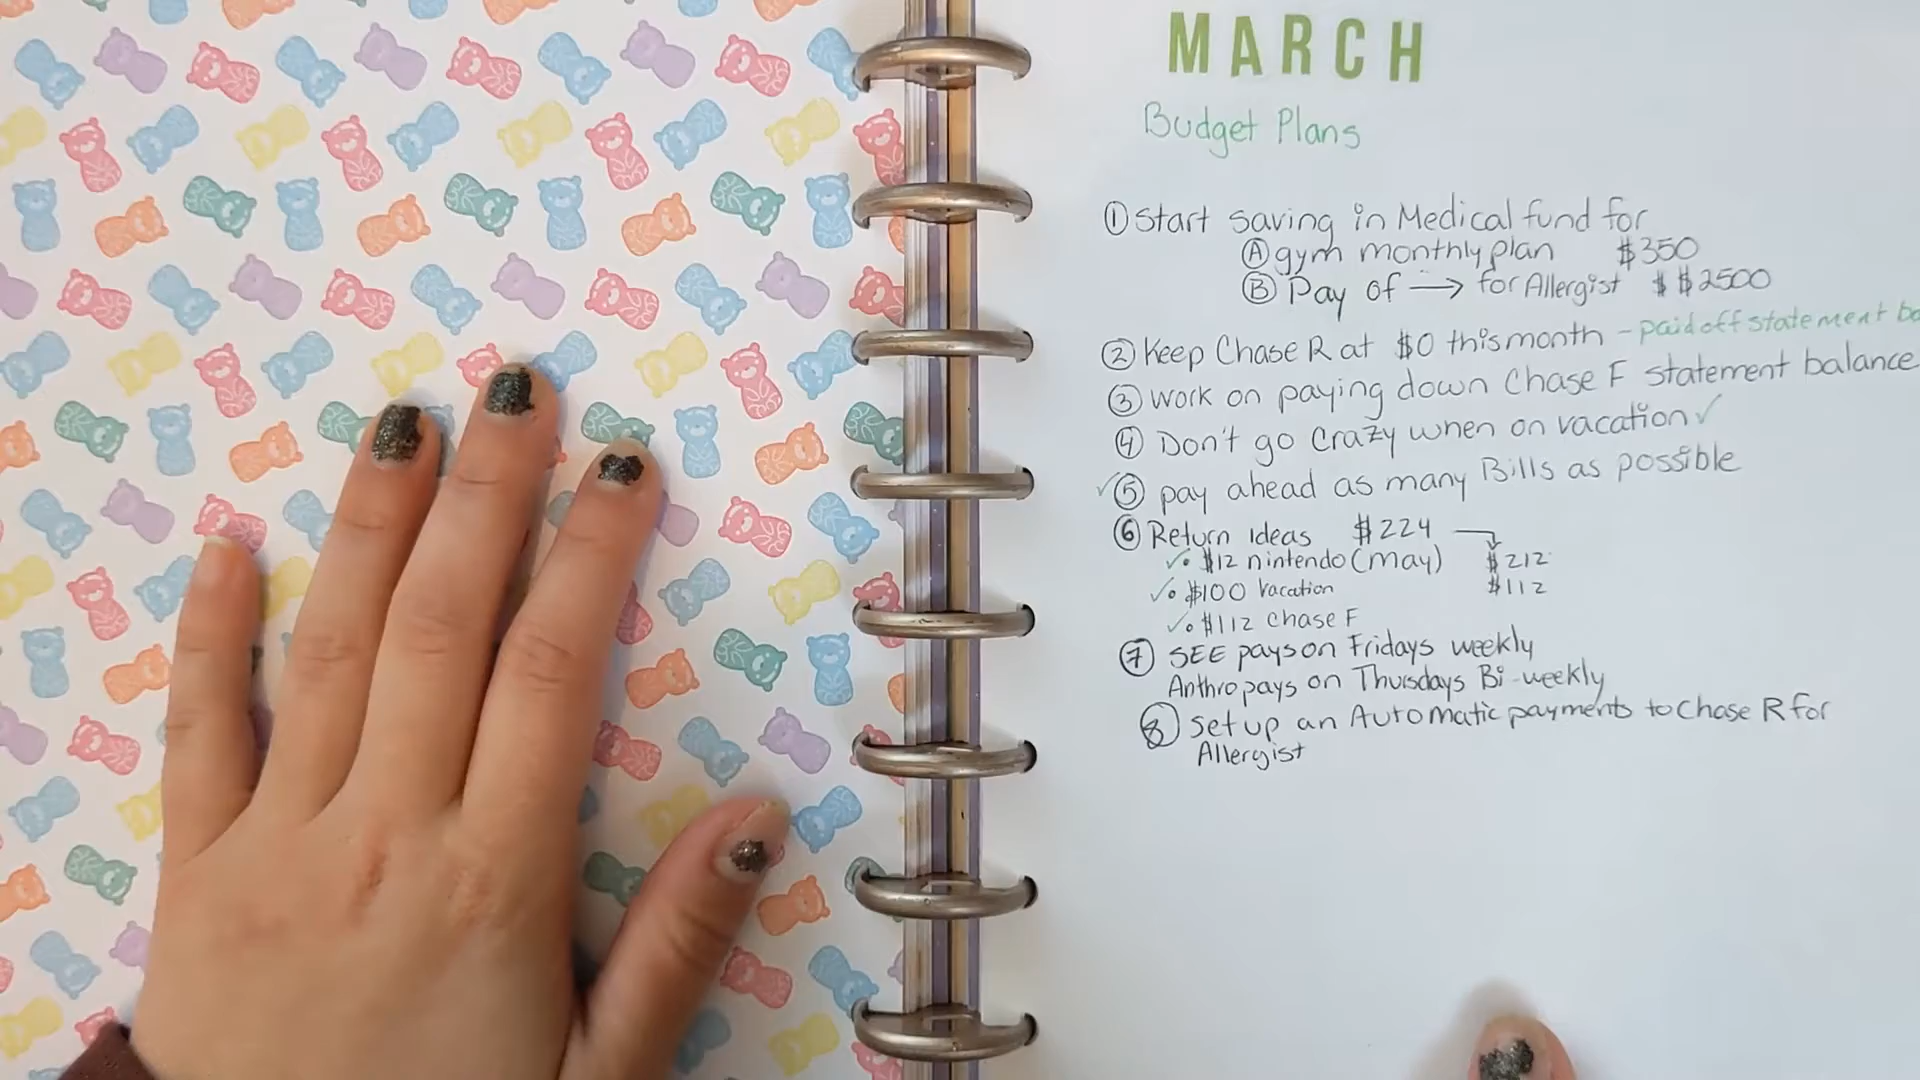 MARCH
Budget Plans
① Start saving in Medical fund for
Ⓐ gym monthly plan $350
Ⓑ Pay of → for Allergist $ $2500
② Keep Chase R at $0 this month - paid off statement ba
③ work on paying down Chase F statement balance
④ Don't go Crazy when on vacation ✓
✓ ⑤ pay ahead as many Bills as possible
⑥ Return Ideas $224
✓ • $12 nintendo (may) $212
✓ • $100 Vacation $112
✓ • $112 Chase F
⑦ SEE pays on Fridays weekly
Anthro pays on Thursdays Bi-weekly
⑧ set up an Automatic payments to Chase R for
Allergist